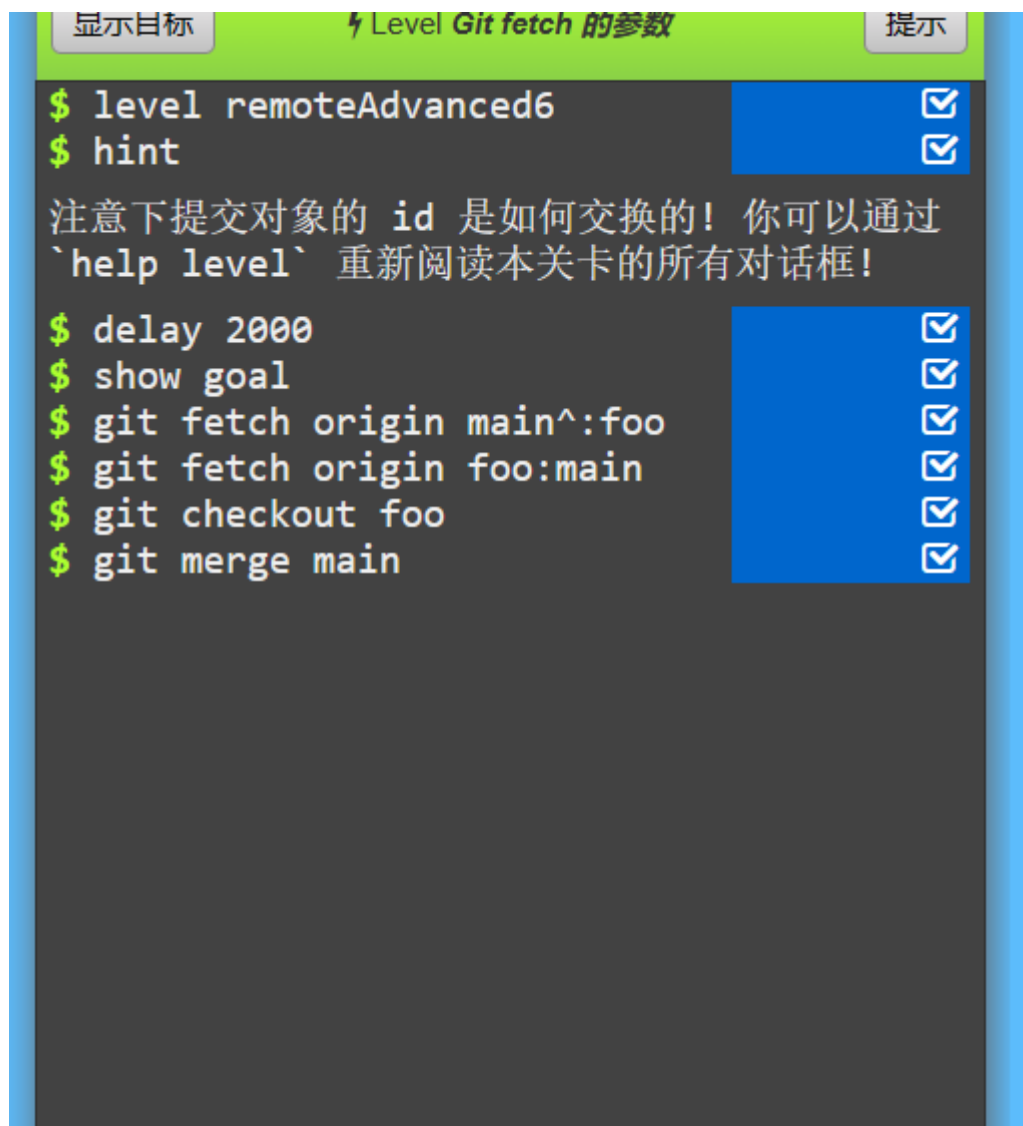 显示目标 Level Git fetch 的参数 提示
$ level remoteAdvanced6
$ hint
注意下提交对象的 id 是如何交换的! 你可以通过
`help level` 重新阅读本关卡的所有对话框!
$ delay 2000
$ show goal
$ git fetch origin main^:foo
$ git fetch origin foo:main
$ git checkout foo
$ git merge main